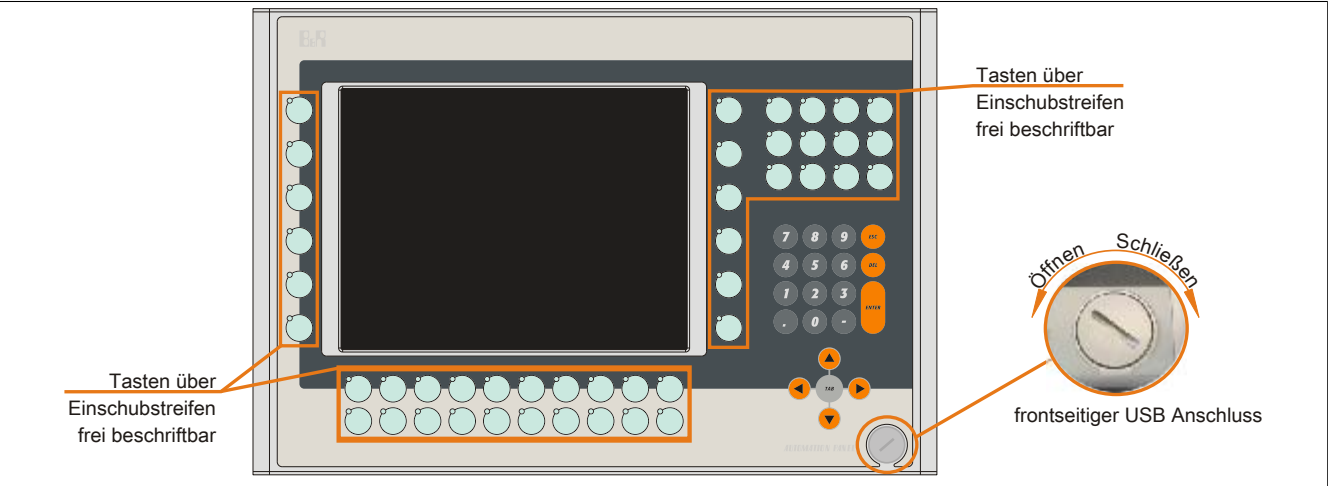 B&R
Tasten über
Einschubstreifen
frei beschriftbar
7 8 9 ESC
4 5 6 DEL
1 2 3
ENTER
. 0 -
TAB
Öffnen Schließen
frontseitiger USB Anschluss
Tasten über
Einschubstreifen
frei beschriftbar